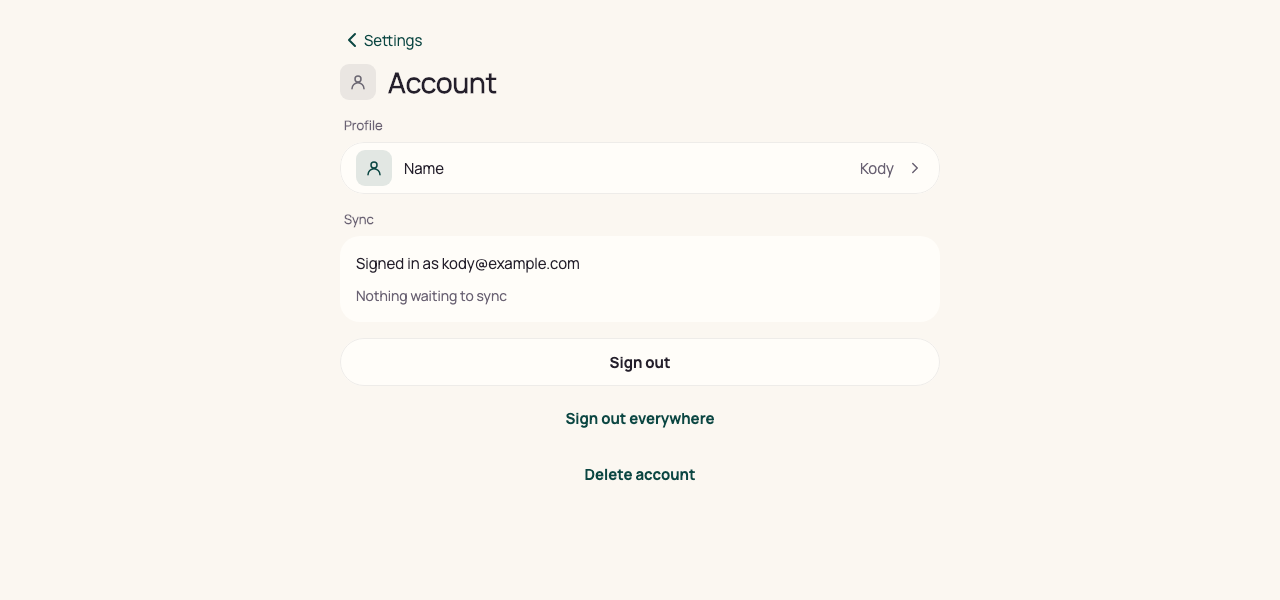 Settings
Account
Profile
Name
Kody
Sync
Signed in as kody@example.com
Nothing waiting to sync
Sign out
Sign out everywhere
Delete account